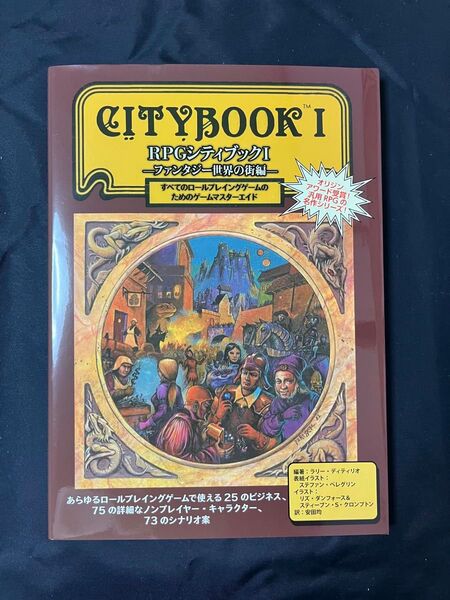 CITYBOOK I™
RPGシティブックI
―ファンタジー世界の街編―
すべてのロールプレイングゲームの
ためのゲームマスターエイド
オリジン
アワード受賞!
汎用RPGの
名作シリーズ!
編著:ラリー・ディティリオ
表紙イラスト:
ステファン・ペレグリン
イラスト:
リズ・ダンフォース&
スティーブン・S・クロンプトン
訳:安田均
あらゆるロールプレイングゲームで使える25のビジネス、
75の詳細なノンプレイヤー・キャラクター、
73のシナリオ案